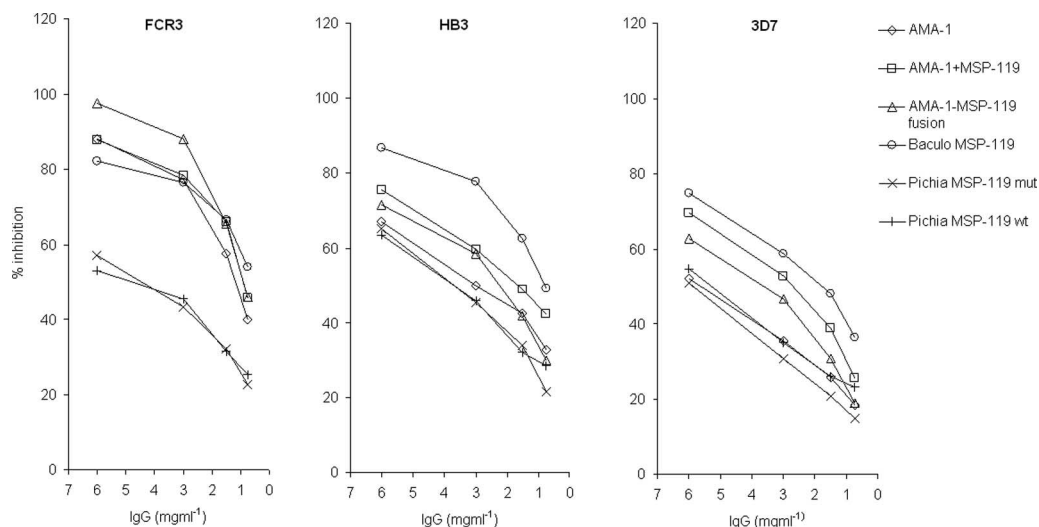 FCR3
HB3
3D7
% inhibition
120
100
80
60
40
20
0
7 6 5 4 3 2 1 0
IgG (mgml-1)
120
100
80
60
40
20
0
7 6 5 4 3 2 1 0
IgG (mgml-1)
120
100
80
60
40
20
0
7 6 5 4 3 2 1 0
IgG (mgml-1)
AMA-1
AMA-1+MSP-119
AMA-1-MSP-119
fusion
Baculo MSP-119
Pichia MSP-119 mut
Pichia MSP-119 wt